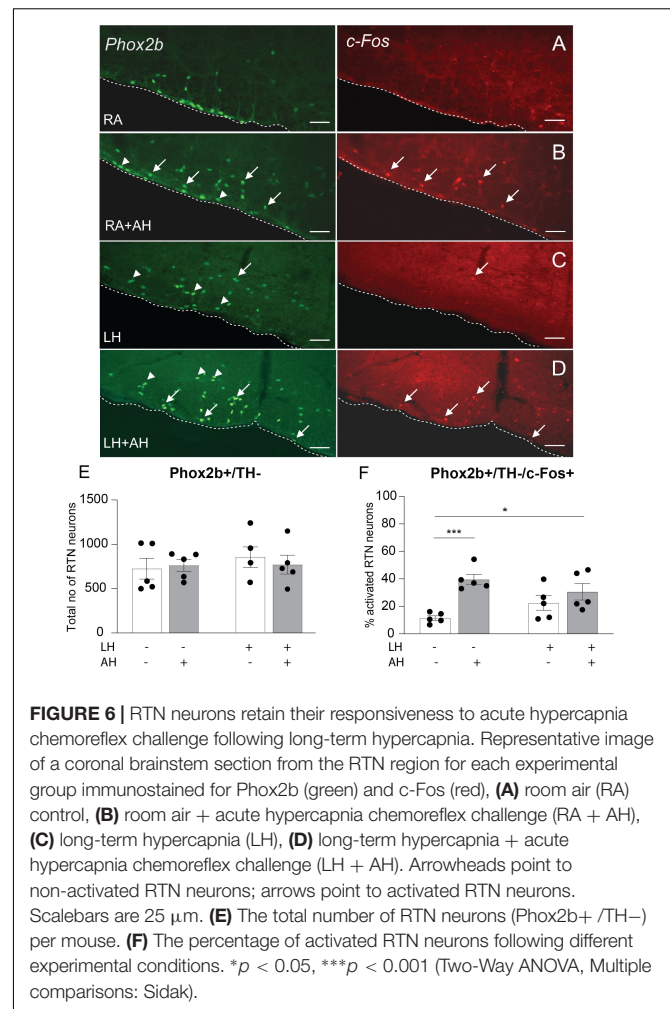 Phox2b c-Fos A
RA
B
RA+AH
C
LH
D
LH+AH
E Phox2b+/TH-
Total no of RTN neurons
1500
1000
500
0
LH - - + +
AH - + - +
F Phox2b+/TH-/c-Fos+
% activated RTN neurons
100
80
60
40
20
0
*
***
LH - - + +
AH - + - +
FIGURE 6 | RTN neurons retain their responsiveness to acute hypercapnia
chemoreflex challenge following long-term hypercapnia. Representative image
of a coronal brainstem section from the RTN region for each experimental
group immunostained for Phox2b (green) and c-Fos (red), (A) room air (RA)
control, (B) room air + acute hypercapnia chemoreflex challenge (RA + AH),
(C) long-term hypercapnia (LH), (D) long-term hypercapnia + acute
hypercapnia chemoreflex challenge (LH + AH). Arrowheads point to
non-activated RTN neurons; arrows point to activated RTN neurons.
Scalebars are 25 μm. (E) The total number of RTN neurons (Phox2b+ /TH−)
per mouse. (F) The percentage of activated RTN neurons following different
experimental conditions. *p < 0.05, ***p < 0.001 (Two-Way ANOVA, Multiple
comparisons: Sidak).